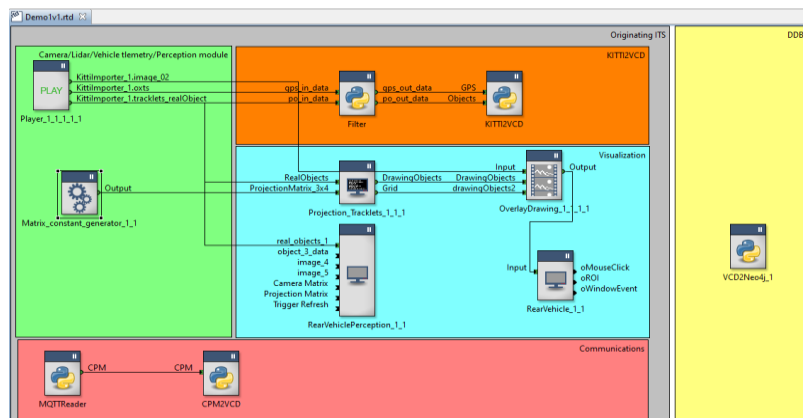 Demo1v1.rtd
Originating ITS
DDB
Camera/Lidar/Vehicle tlemetry/Perception module
KITTI2VCD
KittiImporter_1.image_02
KittiImporter_1.oxts
KittiImporter_1.tracklets_realObject
PLAY
Player_1_1_1_1_1
gps_in_data
po_in_data
gps_out_data
po_out_data
GPS
Objects
Filter
KITTI2VCD
Visualization
Output
Matrix_constant_generator_1_1
RealObjects
ProjectionMatrix_3x4
DrawingObjects
Grid
Input
DrawingObjects
drawingObjects2
Output
Projection_Tracklets_1_1_1
OverlayDrawing_1_1_1_1
real_objects_1
object_3_data
image_4
image_5
Camera Matrix
Projection Matrix
Trigger Refresh
RearVehiclePerception_1_1
Input
oMouseClick
oROI
oWindowEvent
RearVehicle_1_1
VCD2Neo4j_1
Communications
CPM
CPM
MQTTReader
CPM2VCD